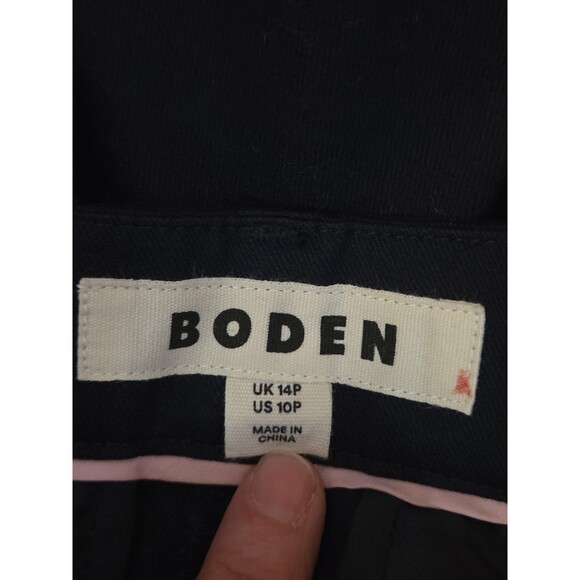 BODEN
UK 14P
US 10P
MADE IN
CHINA